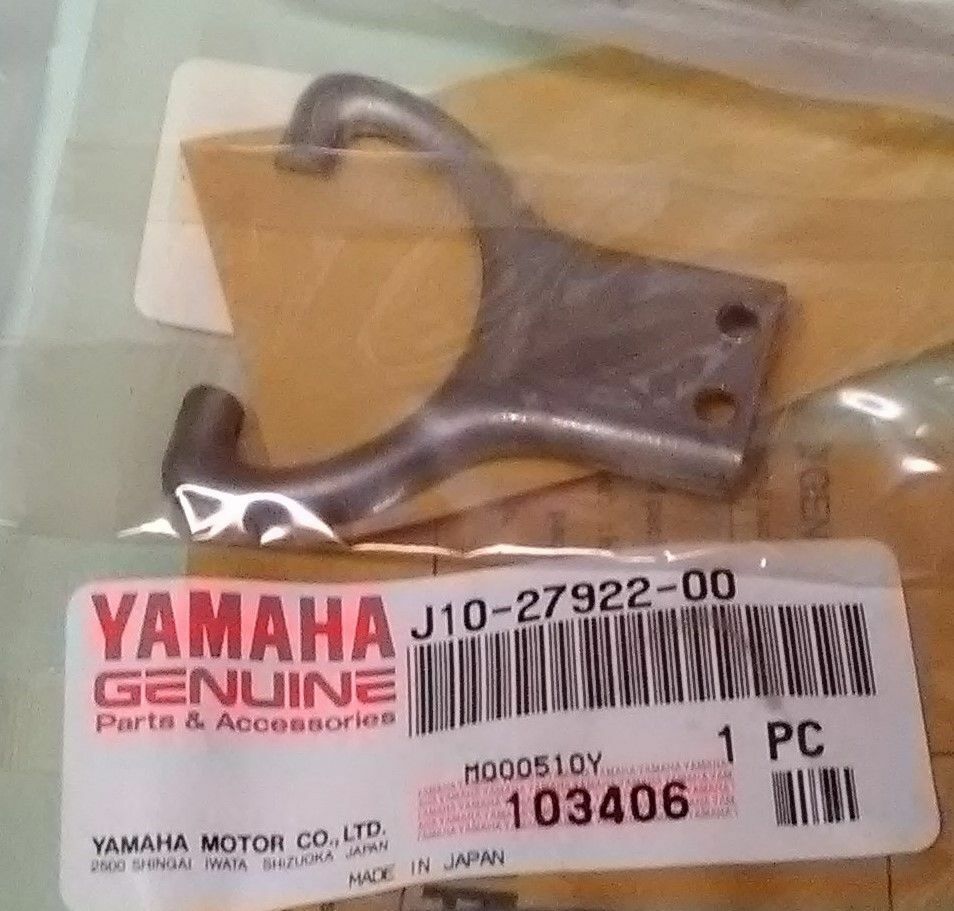 YAMAHA
GENUINE
Parts & Accessories
J10-27922-00
1 PC
M000510Y
103406
YAMAHA MOTOR CO., LTD.
2500 SHINGAI IWATA SHIZUOKA JAPAN
MADE IN JAPAN